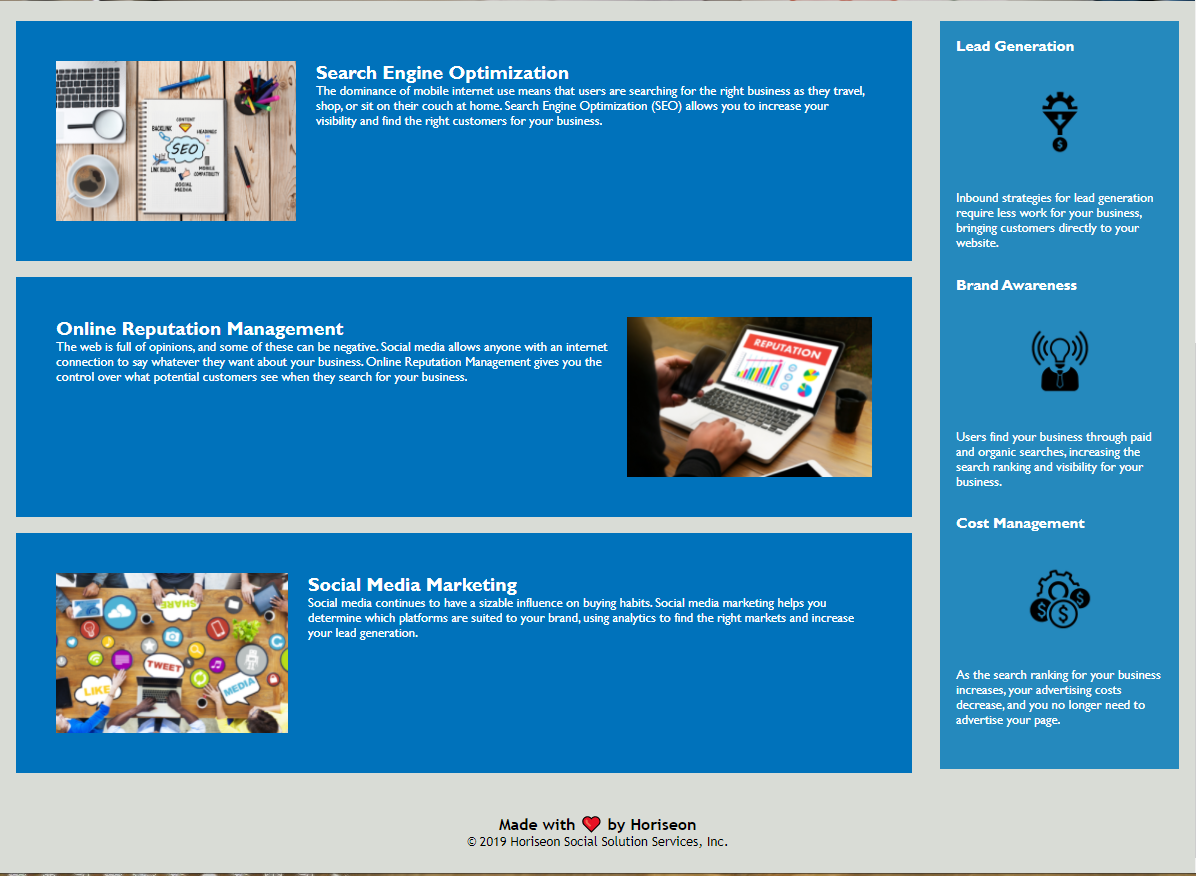 Search Engine Optimization
The dominance of mobile internet use means that users are searching for the right business as they travel,
shop, or sit on their couch at home. Search Engine Optimization (SEO) allows you to increase your
visibility and find the right customers for your business.
CONTENT
BACKLINK
HEADINGS
SEO
LINK BUILDING
MOBILE
COMPATIBILITY
SOCIAL
MEDIA
Online Reputation Management
The web is full of opinions, and some of these can be negative. Social media allows anyone with an internet
connection to say whatever they want about your business. Online Reputation Management gives you the
control over what potential customers see when they search for your business.
REPUTATION
Social Media Marketing
Social media continues to have a sizable influence on buying habits. Social media marketing helps you
determine which platforms are suited to your brand, using analytics to find the right markets and increase
your lead generation.
SHARE
TWEET
LIKE
MEDIA
Lead Generation
$
Inbound strategies for lead generation
require less work for your business,
bringing customers directly to your
website.
Brand Awareness
Users find your business through paid
and organic searches, increasing the
search ranking and visibility for your
business.
Cost Management
$ $ $
As the search ranking for your business
increases, your advertising costs
decrease, and you no longer need to
advertise your page.
Made with ❤️ by Horiseon
© 2019 Horiseon Social Solution Services, Inc.